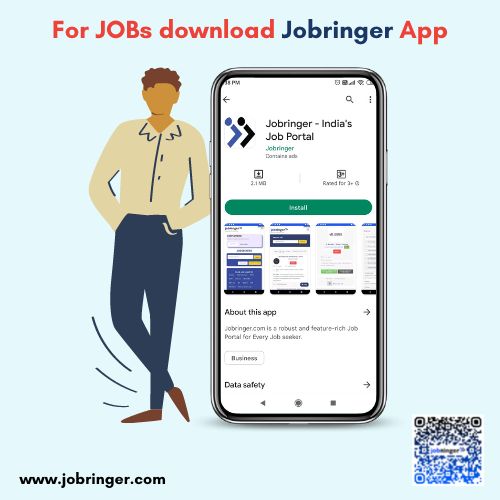 For JOBs download Jobringer App
Jobringer - India's
Job Portal
Jobringer
Contains ads
2.1 MB
3+
Rated for 3+
Install
About this app
Jobringer.com is a robust and feature-rich Job
Portal for Every Job seeker.
Business
Data safety
jobringer
www.jobringer.com